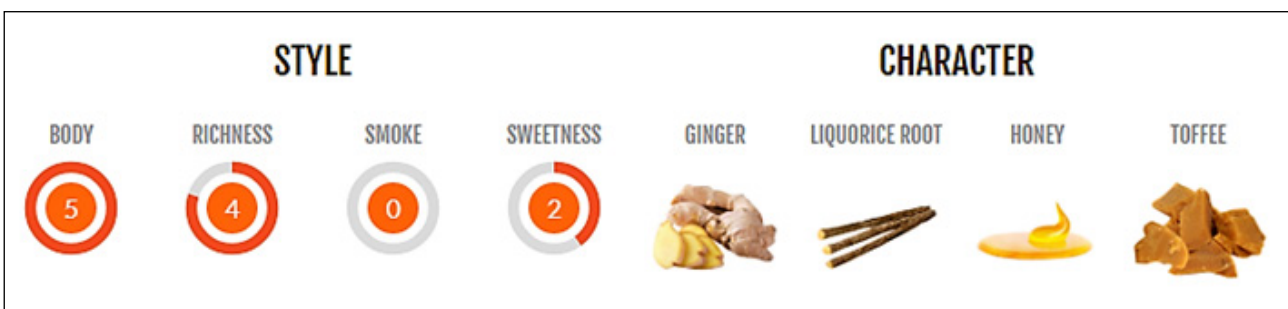 STYLE
CHARACTER
BODY
RICHNESS
SMOKE
SWEETNESS
GINGER
LIQUORICE ROOT
HONEY
TOFFEE
5
4
0
2